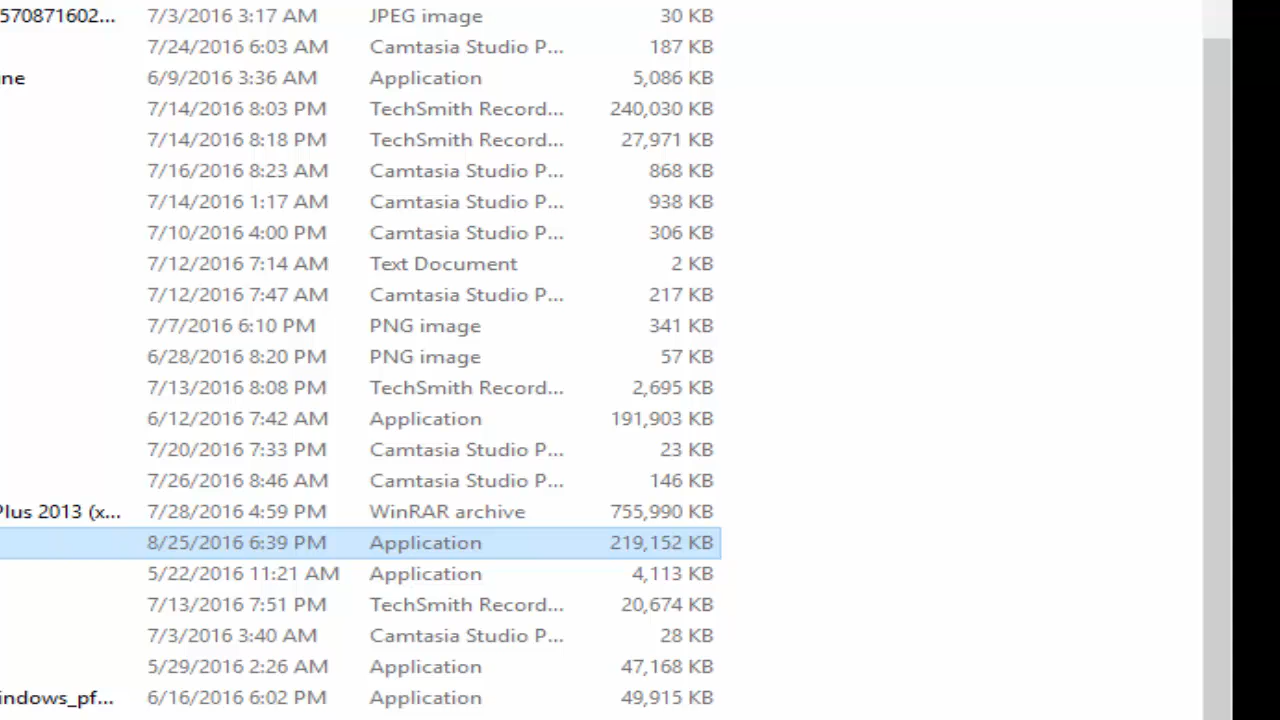 570871602... 7/3/2016 3:17 AM JPEG image 30 KB
7/24/2016 6:03 AM Camtasia Studio P... 187 KB
ne 6/9/2016 3:36 AM Application 5,086 KB
7/14/2016 8:03 PM TechSmith Record... 240,030 KB
7/14/2016 8:18 PM TechSmith Record... 27,971 KB
7/16/2016 8:23 AM Camtasia Studio P... 868 KB
7/14/2016 1:17 AM Camtasia Studio P... 938 KB
7/10/2016 4:00 PM Camtasia Studio P... 306 KB
7/12/2016 7:14 AM Text Document 2 KB
7/12/2016 7:47 AM Camtasia Studio P... 217 KB
7/7/2016 6:10 PM PNG image 341 KB
6/28/2016 8:20 PM PNG image 57 KB
7/13/2016 8:08 PM TechSmith Record... 2,695 KB
6/12/2016 7:42 AM Application 191,903 KB
7/20/2016 7:33 PM Camtasia Studio P... 23 KB
7/26/2016 8:46 AM Camtasia Studio P... 146 KB
Plus 2013 (x... 7/28/2016 4:59 PM WinRAR archive 755,990 KB
8/25/2016 6:39 PM Application 219,152 KB
5/22/2016 11:21 AM Application 4,113 KB
7/13/2016 7:51 PM TechSmith Record... 20,674 KB
7/3/2016 3:40 AM Camtasia Studio P... 28 KB
5/29/2016 2:26 AM Application 47,168 KB
indows_pf... 6/16/2016 6:02 PM Application 49,915 KB